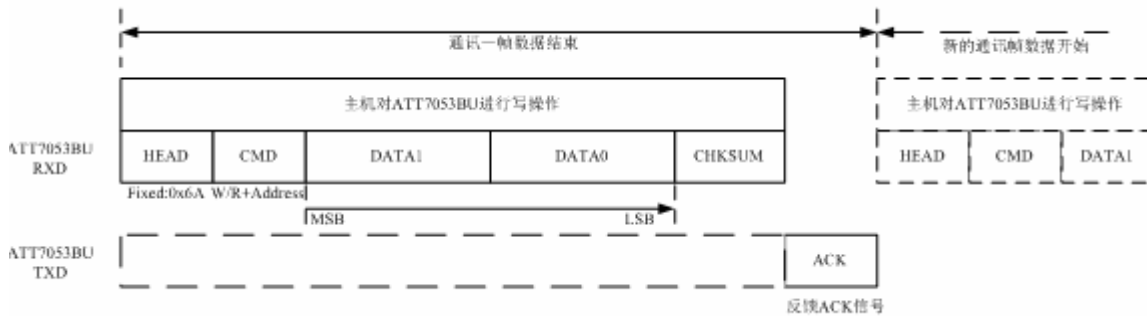 通讯一帧数据结束
新的通讯帧数据开始
主机对ATT7053BU进行写操作
主机对ATT7053BU进行写操作
ATT7053BU
RXD
HEAD
CMD
DATA1
DATA0
CHKSUM
HEAD
CMD
DATA1
Fixed:0x6A
W/R+Address
MSB
LSB
ATT7053BU
TXD
ACK
反馈ACK信号